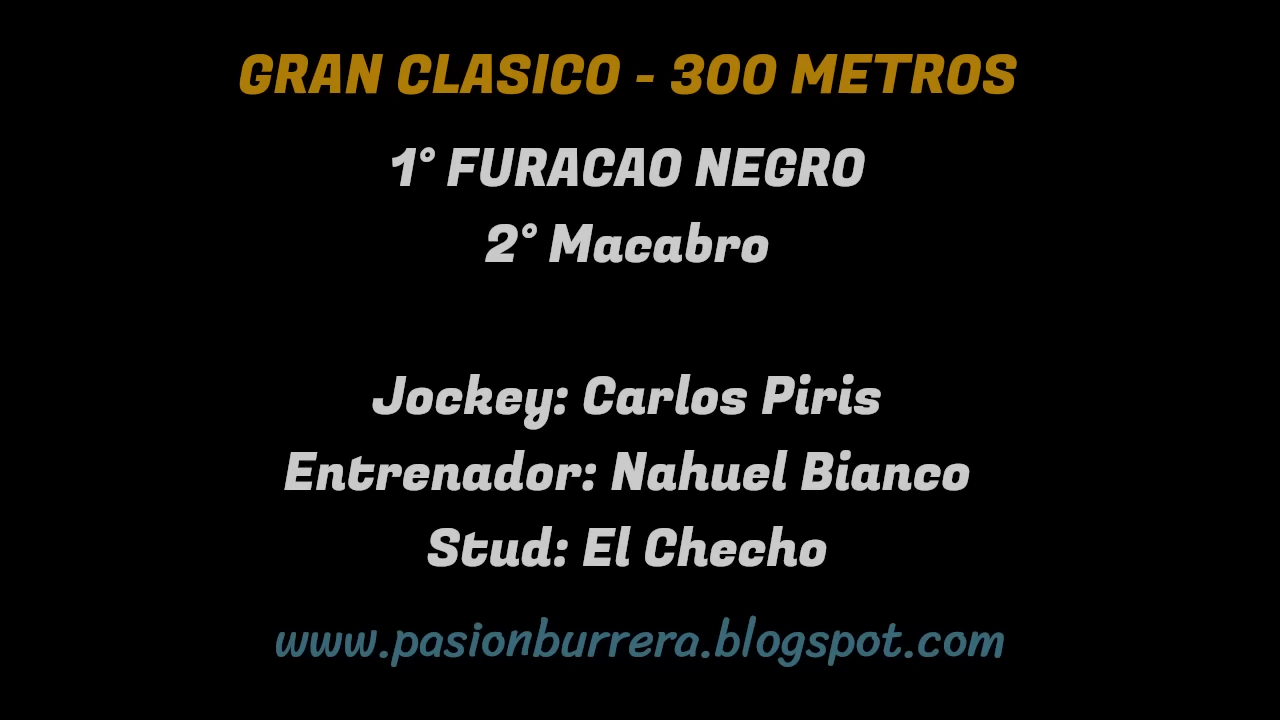 GRAN CLASICO - 300 METROS
1° FURACAO NEGRO
2° Macabro
Jockey: Carlos Piris
Entrenador: Nahuel Bianco
Stud: El Checho
www.pasionburrera.blogspot.com